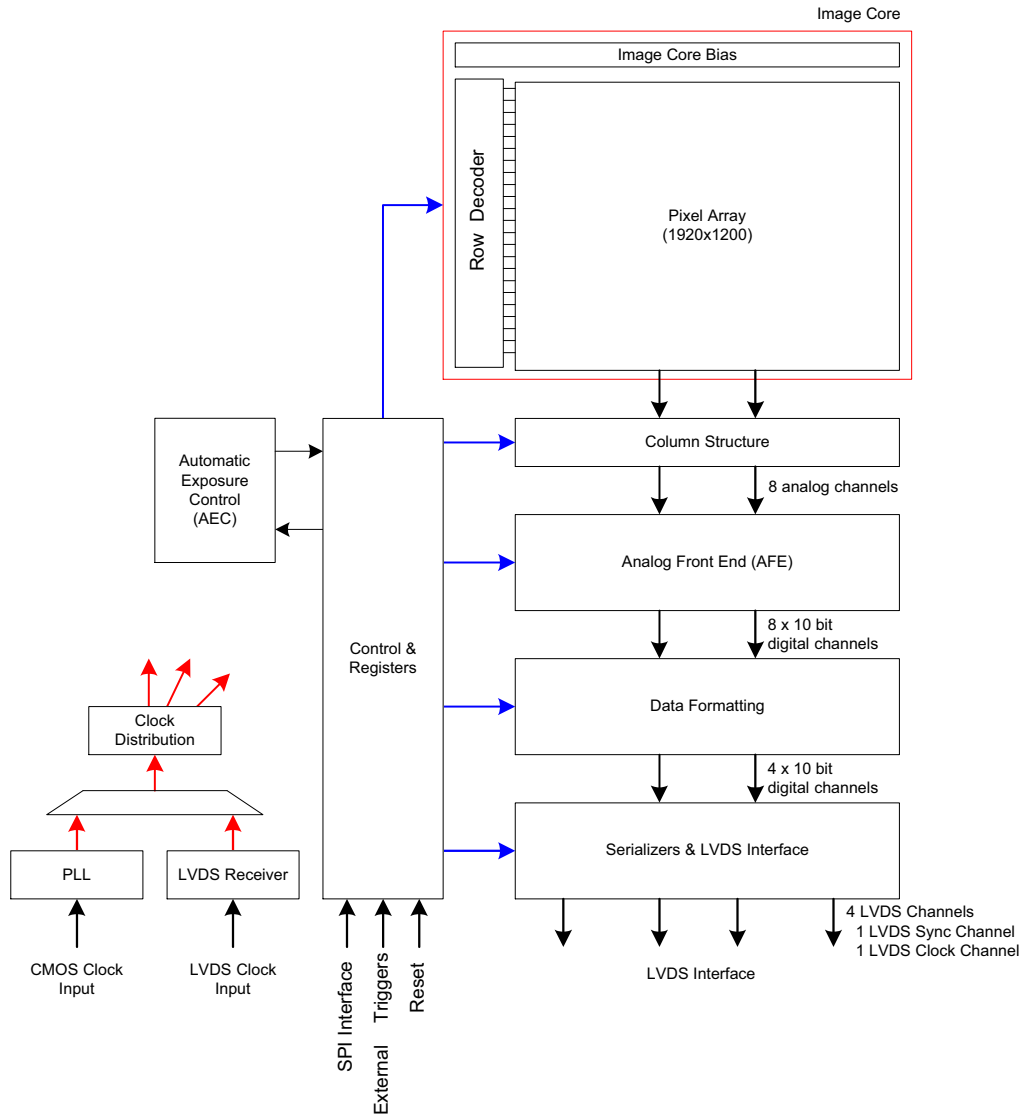 Image Core
Image Core Bias
Row Decoder
Pixel Array
(1920x1200)
Automatic
Exposure
Control
(AEC)
Column Structure
8 analog channels
Analog Front End (AFE)
8 x 10 bit
digital channels
Control &
Registers
Clock
Distribution
Data Formatting
4 x 10 bit
digital channels
PLL
LVDS Receiver
Serializers & LVDS Interface
4 LVDS Channels
1 LVDS Sync Channel
1 LVDS Clock Channel
CMOS Clock
Input
LVDS Clock
Input
SPI Interface
External Triggers
Reset
LVDS Interface